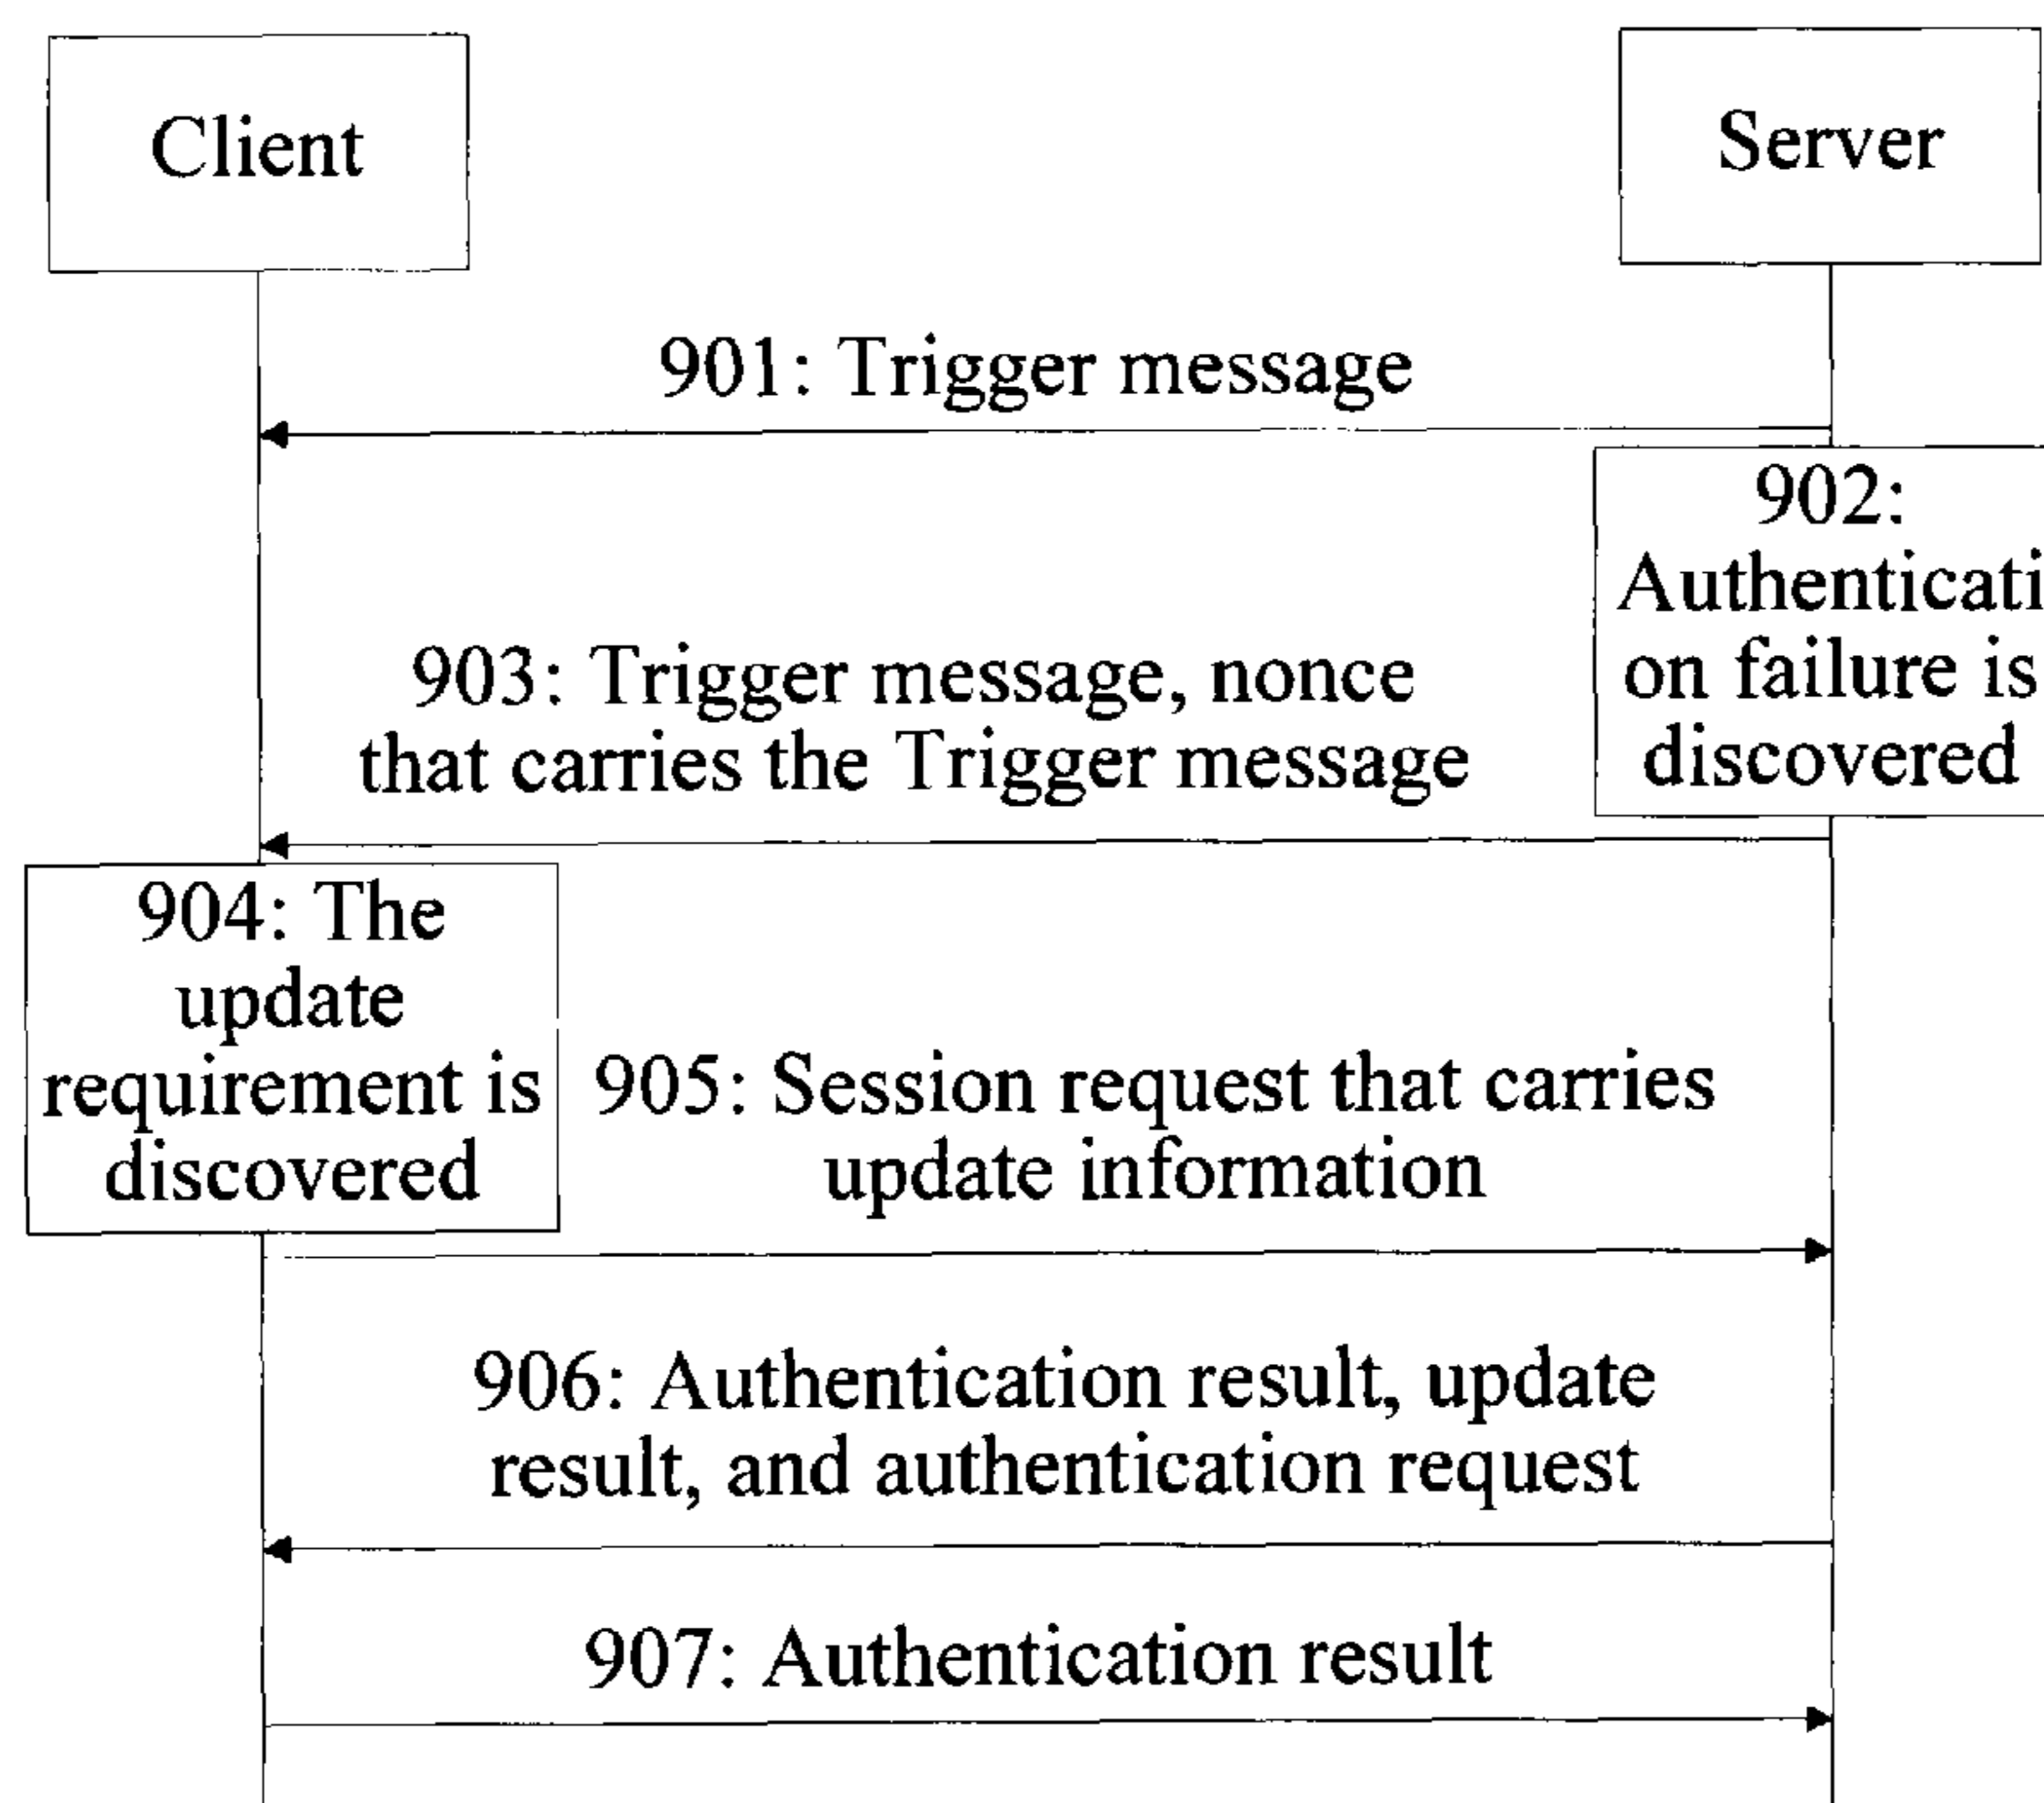 Client
Server
901: Trigger message
902:
Authenticati
on failure is
discovered
903: Trigger message, nonce
that carries the Trigger message
904: The
update
requirement is
discovered
905: Session request that carries
update information
906: Authentication result, update
result, and authentication request
907: Authentication result